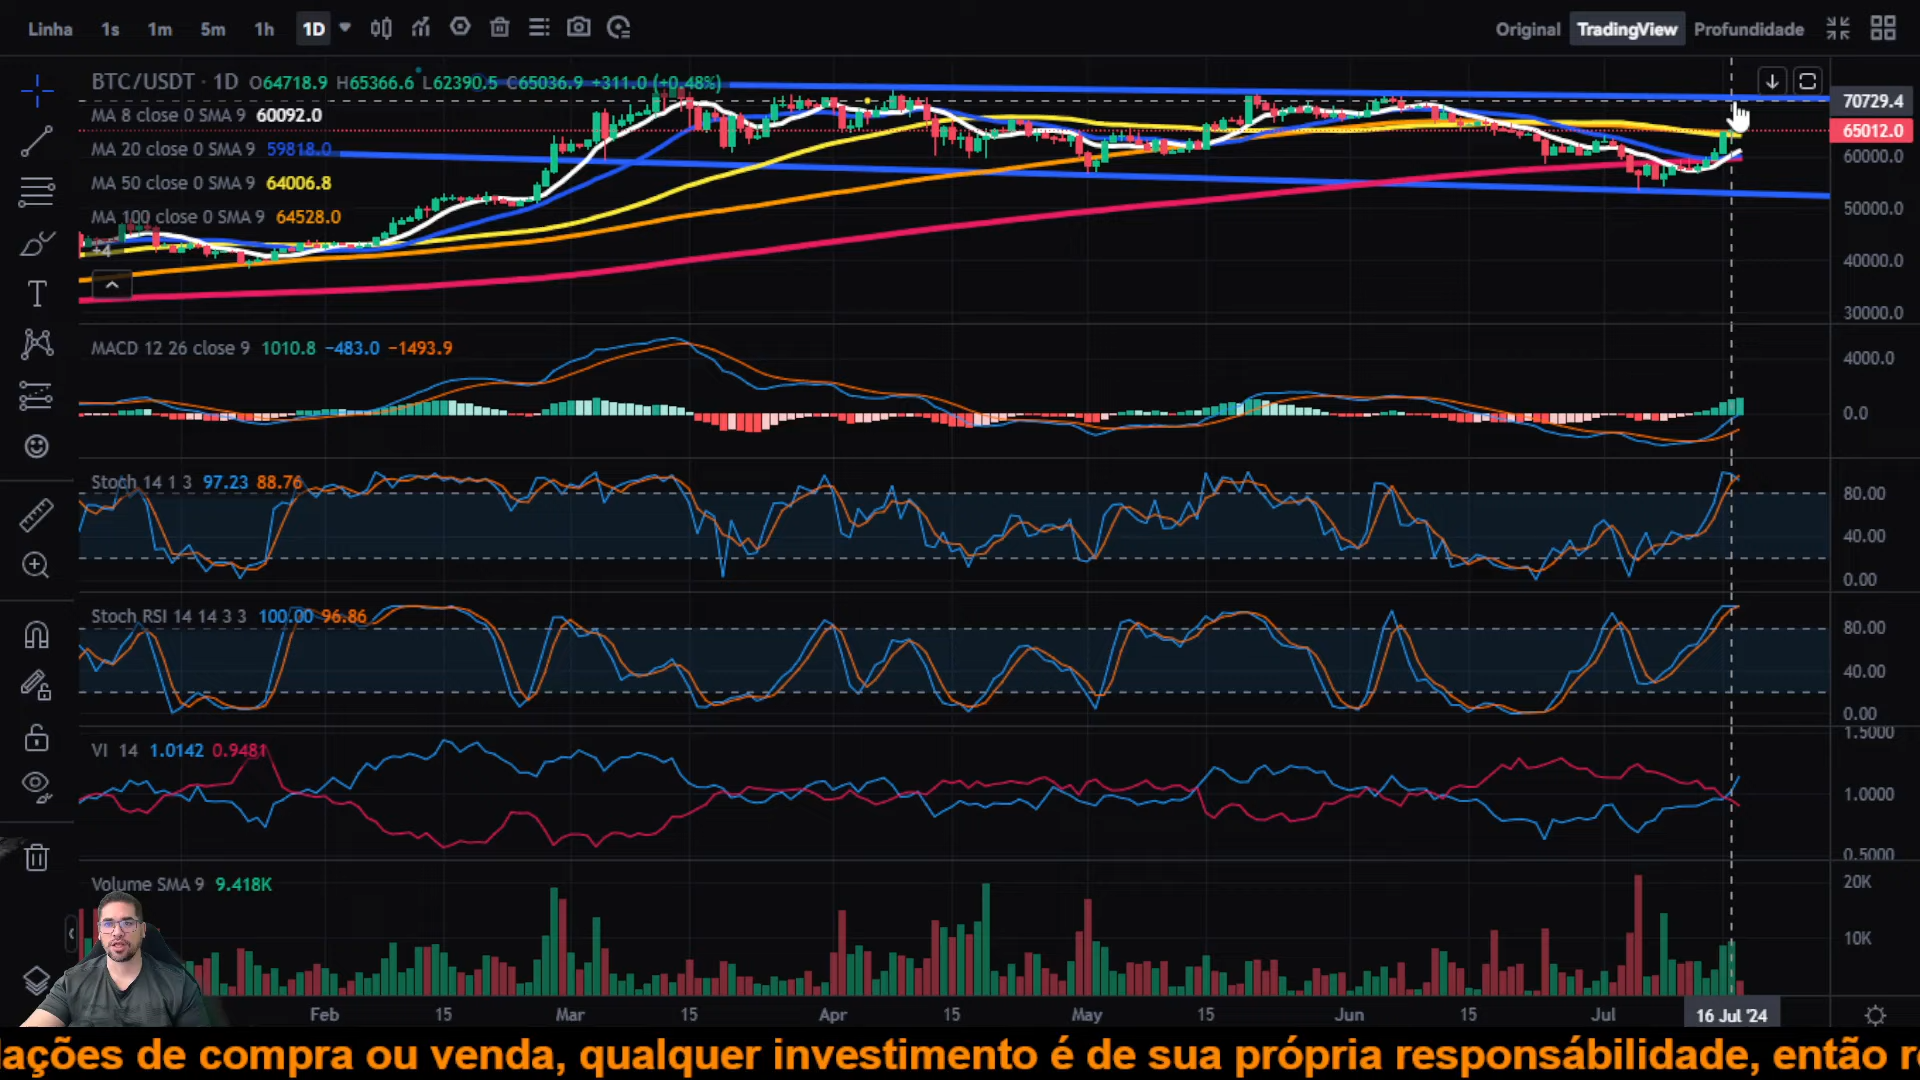 Linha 1s 1m 5m 1h 1D Original TradingView Profundidade
BTC/USDT · 1D O64718.9 H65366.6 L62390.5 C65036.9 +311.0 (+0.48%)
70729.4
MA 8 close 0 SMA 9 60092.0
65012.0
MA 20 close 0 SMA 9 59818.0
60000.0
MA 50 close 0 SMA 9 64006.8
50000.0
MA 100 close 0 SMA 9 64528.0
+4
40000.0
30000.0
MACD 12 26 close 9 1010.8 −483.0 −1493.9
4000.0
0.0
Stoch 14 1 3 97.23 88.76
80.00
40.00
0.00
Stoch RSI 14 14 3 3 100.00 96.86
80.00
40.00
0.00
1.5000
VI 14 1.0142 0.9481
1.0000
0.5000
Volume SMA 9 9.418K
20K
10K
Feb 15 Mar 15 Apr 15 May 15 Jun 15 Jul 16 Jul '24
lações de compra ou venda, qualquer investimento é de sua própria responsábilidade, então re